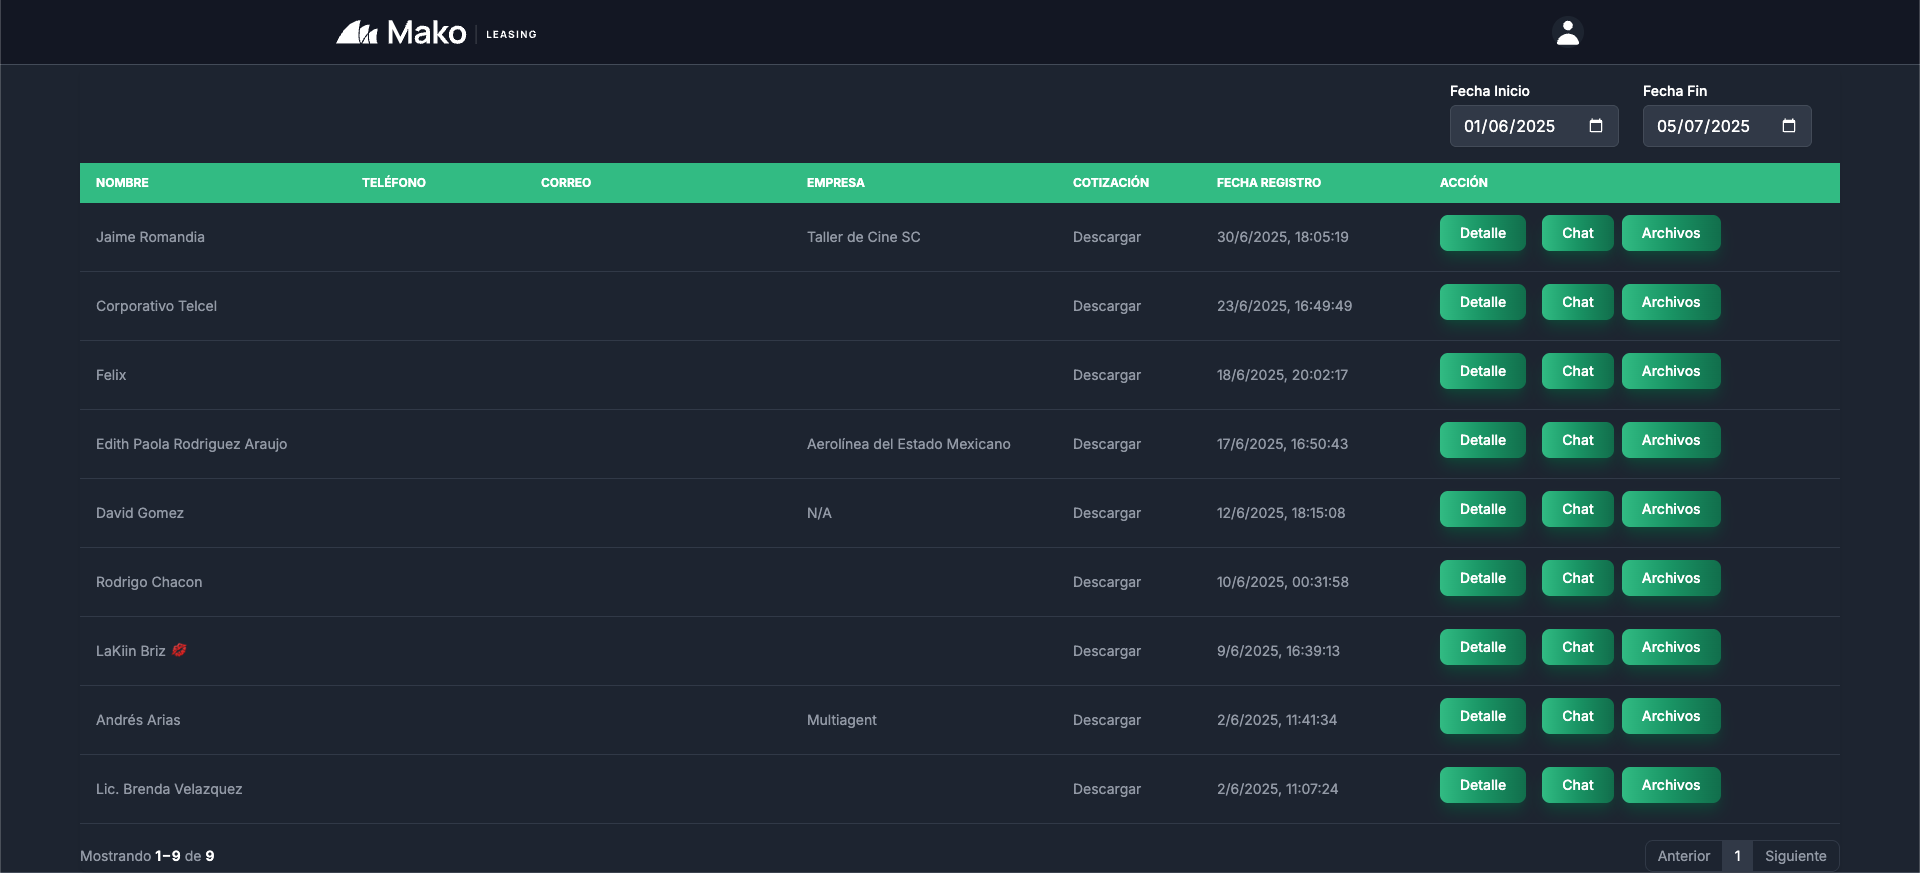 Mako LEASING
Fecha Inicio Fecha Fin
01/06/2025 05/07/2025
NOMBRE TELÉFONO CORREO EMPRESA COTIZACIÓN FECHA REGISTRO ACCIÓN
Jaime Romandia Taller de Cine SC Descargar 30/6/2025, 18:05:19 Detalle Chat Archivos
Corporativo Telcel Descargar 23/6/2025, 16:49:49 Detalle Chat Archivos
Felix Descargar 18/6/2025, 20:02:17 Detalle Chat Archivos
Edith Paola Rodriguez Araujo Aerolínea del Estado Mexicano Descargar 17/6/2025, 16:50:43 Detalle Chat Archivos
David Gomez N/A Descargar 12/6/2025, 18:15:08 Detalle Chat Archivos
Rodrigo Chacon Descargar 10/6/2025, 00:31:58 Detalle Chat Archivos
LaKiin Briz 💋 Descargar 9/6/2025, 16:39:13 Detalle Chat Archivos
Andrés Arias Multiagent Descargar 2/6/2025, 11:41:34 Detalle Chat Archivos
Lic. Brenda Velazquez Descargar 2/6/2025, 11:07:24 Detalle Chat Archivos
Mostrando 1–9 de 9 Anterior 1 Siguiente